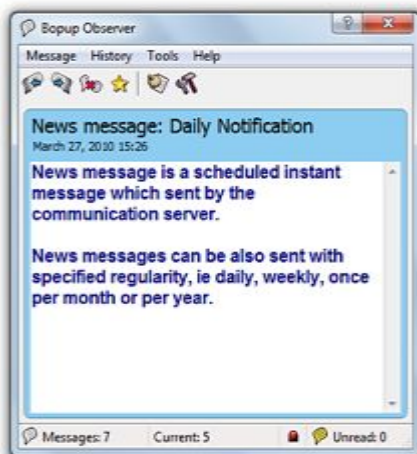 Bopup Observer
Message History Tools Help
News message: Daily Notification
March 27, 2010 15:26
News message is a scheduled instant
message which sent by the
communication server.
News messages can be also sent with
specified regularity, ie daily, weekly, once
per month or per year.
Messages: 7 Current: 5 Unread: 0